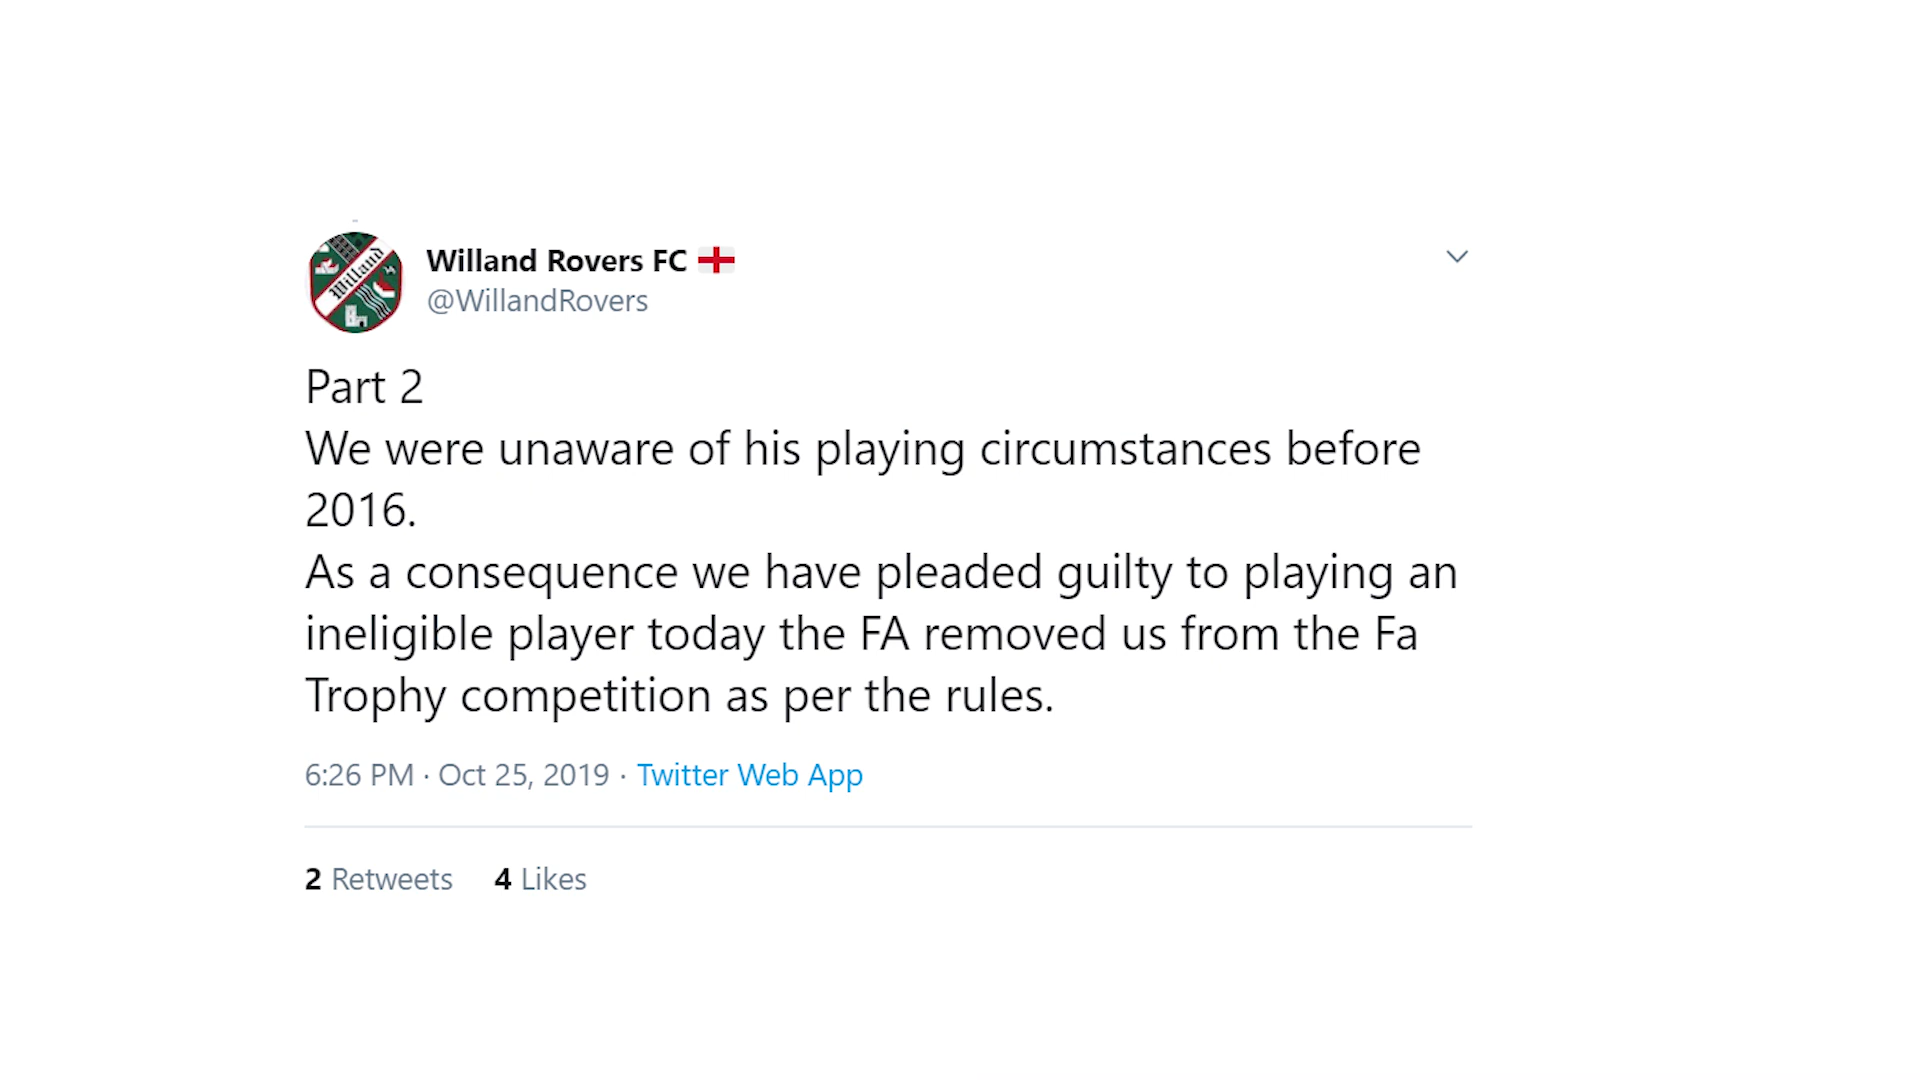 Willand
Willand Rovers FC
@WillandRovers
Part 2
We were unaware of his playing circumstances before
2016.
As a consequence we have pleaded guilty to playing an
ineligible player today the FA removed us from the Fa
Trophy competition as per the rules.
6:26 PM · Oct 25, 2019 · Twitter Web App
2 Retweets 4 Likes